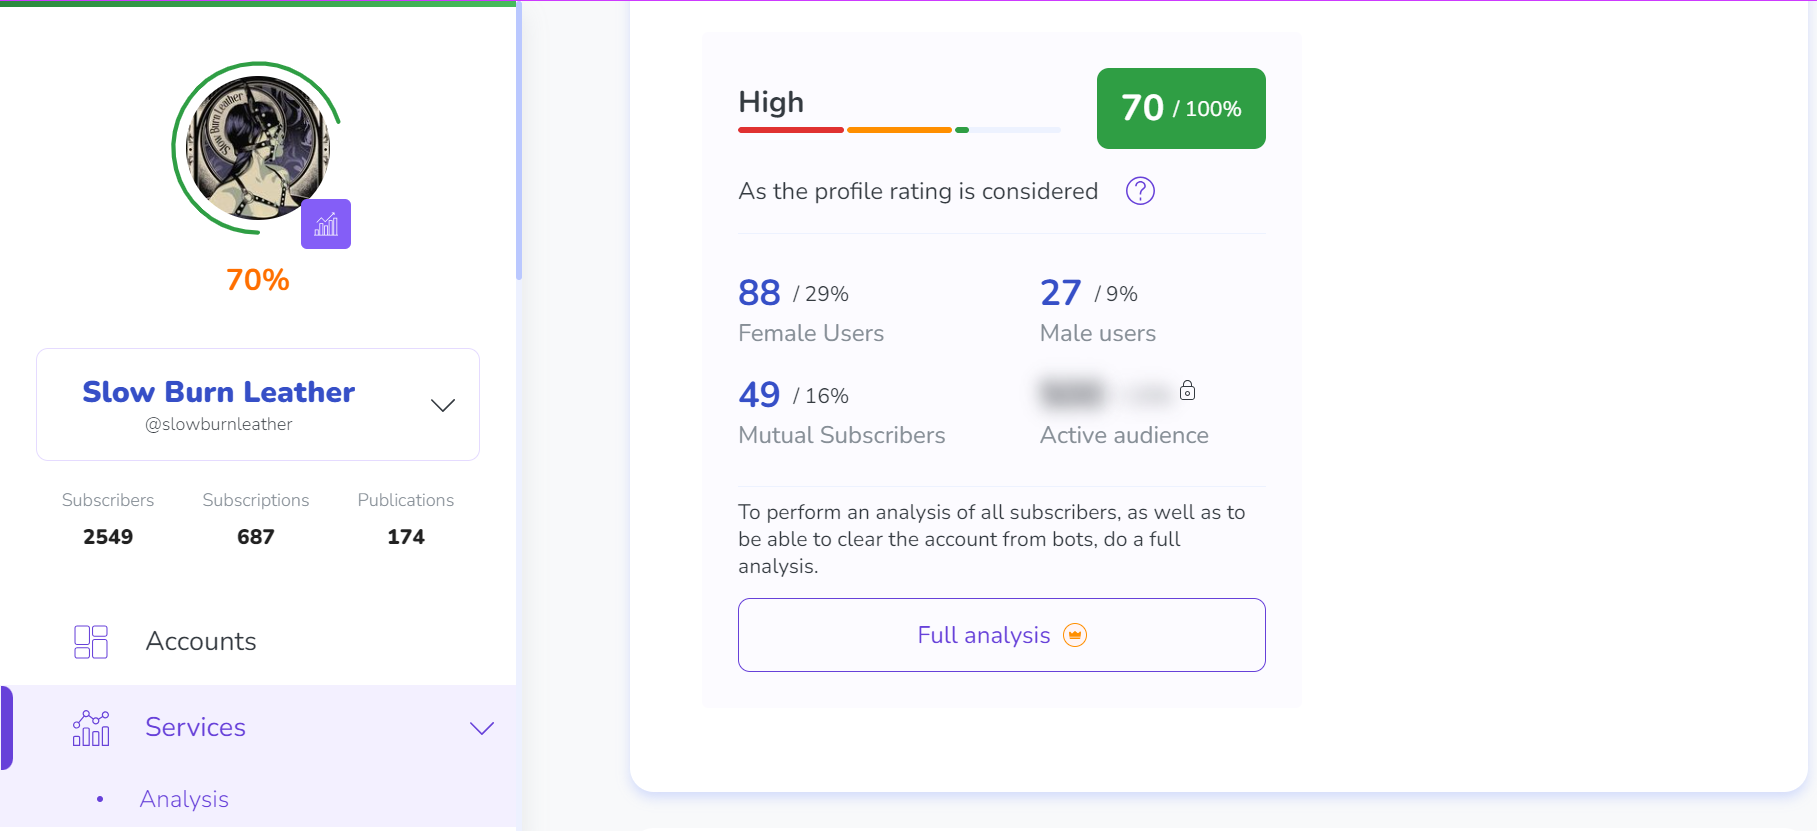 Slow Burn Leather
70%
Slow Burn Leather
@slowburnleather
Subscribers
Subscriptions
Publications
2549
687
174
Accounts
Services
Analysis
High
70 / 100%
As the profile rating is considered
88 / 29%
Female Users
27 / 9%
Male users
49 / 16%
Mutual Subscribers
Active audience
To perform an analysis of all subscribers, as well as to
be able to clear the account from bots, do a full
analysis.
Full analysis